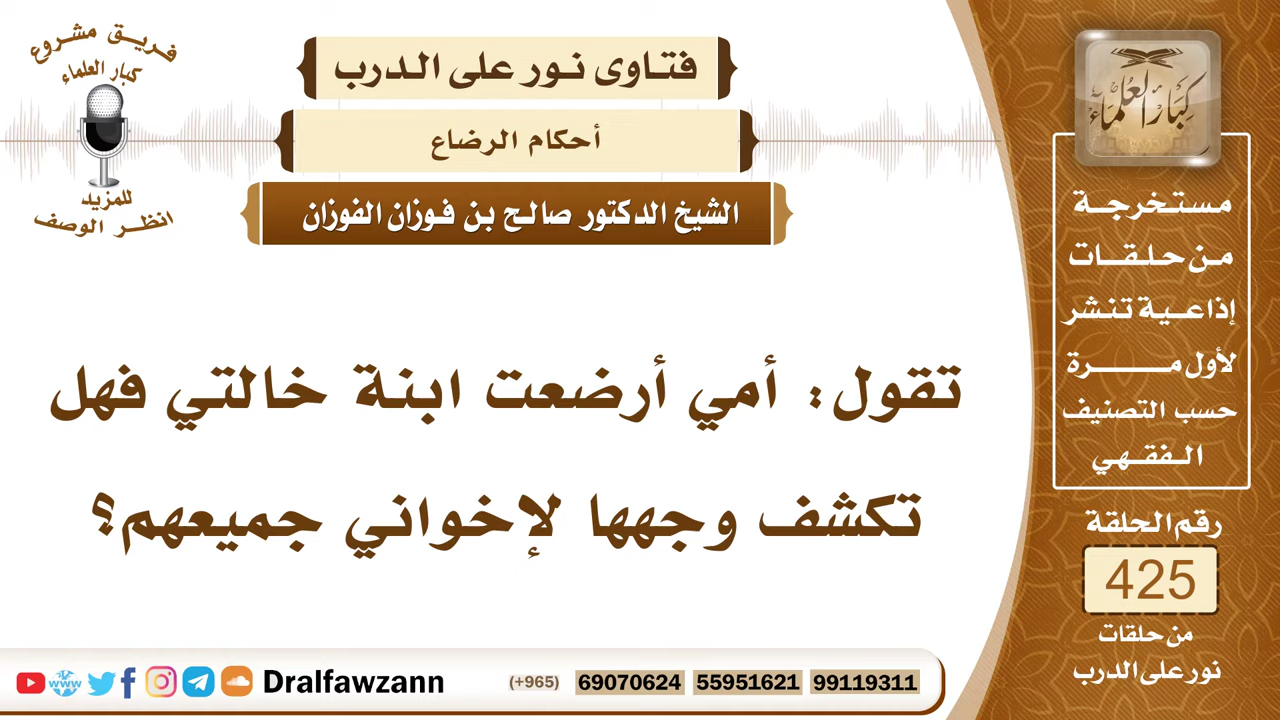 فريق مشروع
كبار العلماء
للمزيد
انظر الوصف
فتاوى نور على الدرب
أحكام الرضاع
الشيخ الدكتور صالح بن فوزان الفوزان
تقول: أمي أرضعت ابنة خالتي فهل
تكشف وجهها لإخواني جميعهم؟
كبار العلماء
مستخرجة
من حلقات
إذاعية تنشر
لأول مرة
حسب التصنيف
الفقهي
رقم الحلقة
425
من حلقات
نور على الدرب
www
Dralfawzann
(+965) 69070624 55951621 99119311